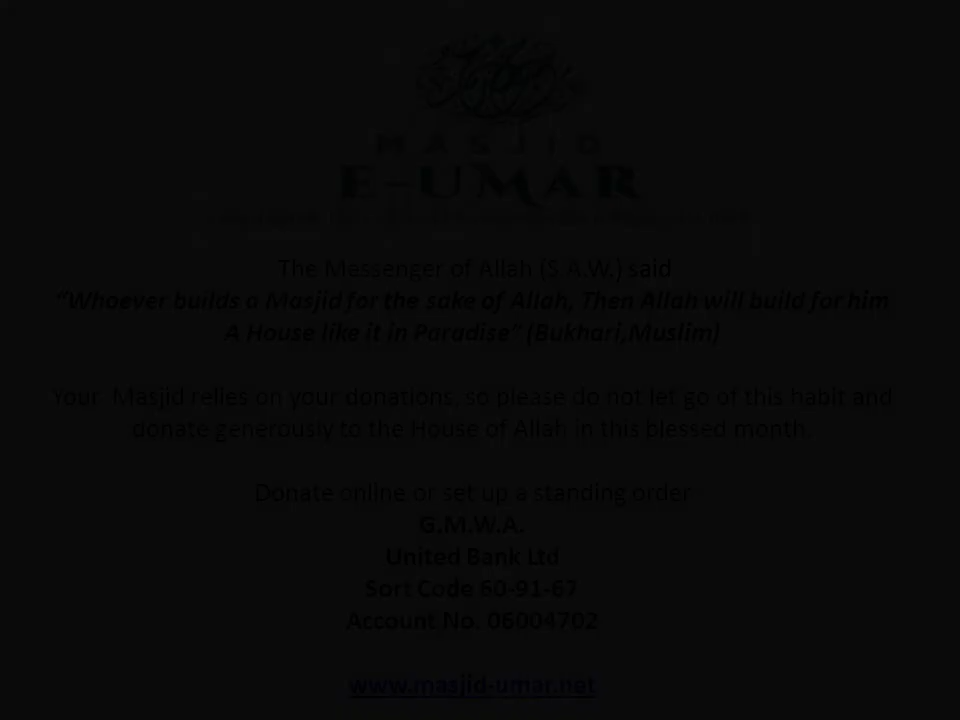 MASJID
E-UMAR
The Messenger of Allah (S.A.W.) said
“Whoever builds a Masjid for the sake of Allah, Then Allah will build for him
A House like it in Paradise” (Bukhari,Muslim)
Your Masjid relies on your donations, so please do not let go of this habit and
donate generously to the House of Allah in this blessed month.
Donate online or set up a standing order
G.M.W.A.
United Bank Ltd
Sort Code 60-91-67
Account No. 06004702
www.masjid-umar.net